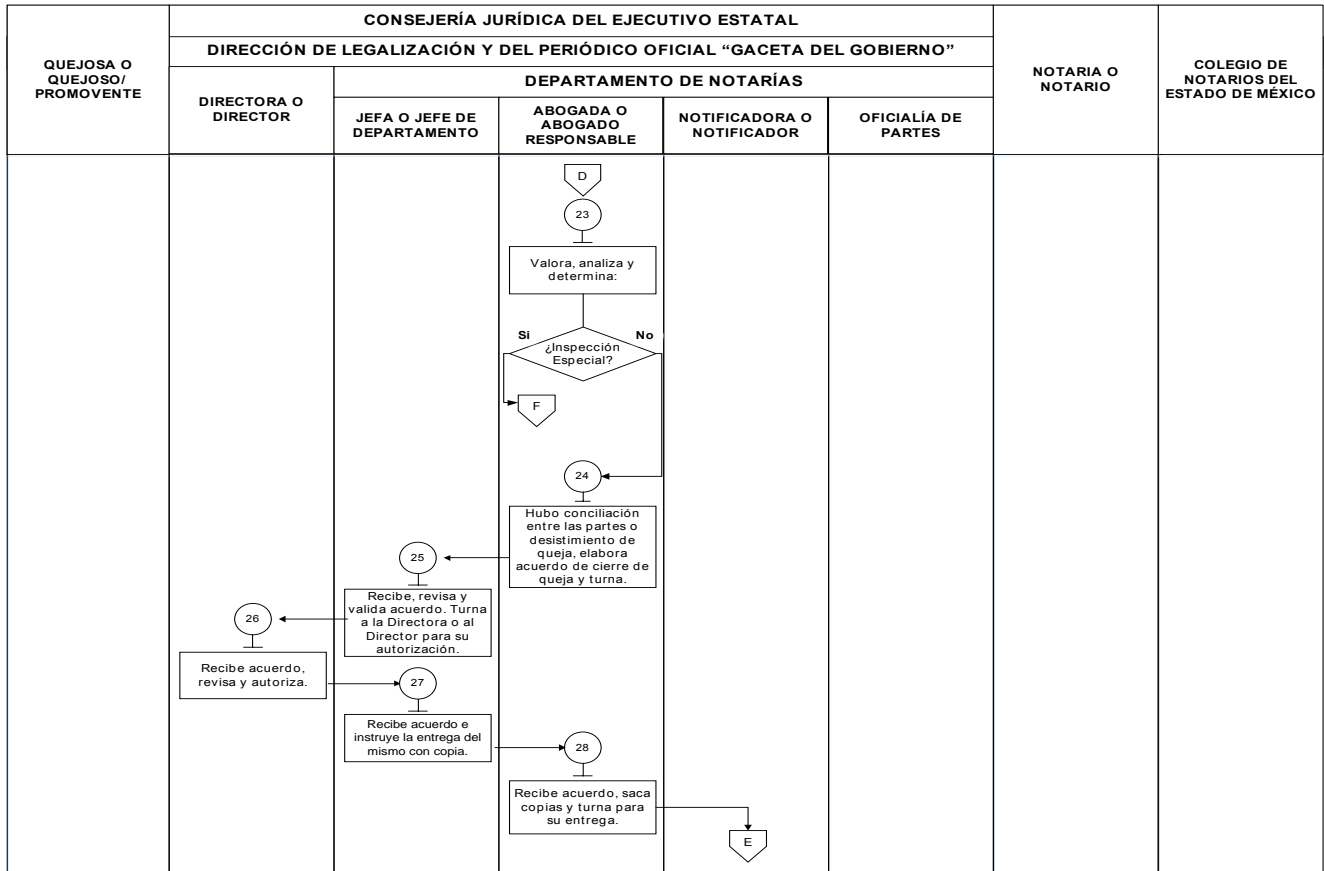 CONSEJERÍA JURÍDICA DEL EJECUTIVO ESTATAL
DIRECCIÓN DE LEGALIZACIÓN Y DEL PERIÓDICO OFICIAL “GACETA DEL GOBIERNO”
QUEJOSA O
QUEJOSO/
PROMOVENTE
DEPARTAMENTO DE NOTARÍAS
NOTARIA O
NOTARIO
COLEGIO DE
NOTARIOS DEL
ESTADO DE MÉXICO
DIRECTORA O
DIRECTOR
JEFA O JEFE DE
DEPARTAMENTO
ABOGADA O
ABOGADO
RESPONSABLE
NOTIFICADORA O
NOTIFICADOR
OFICIALÍA DE
PARTES
D
23
Valora, analiza y
determina:
Si
No
¿Inspección
Especial?
F
24
Hubo conciliación
entre las partes o
desistimiento de
queja, elabora
acuerdo de cierre de
queja y turna.
25
Recibe, revisa y
valida acuerdo. Turna
a la Directora o al
Director para su
autorización.
26
Recibe acuerdo,
revisa y autoriza.
27
Recibe acuerdo e
instruye la entrega del
mismo con copia.
28
Recibe acuerdo, saca
copias y turna para
su entrega.
E